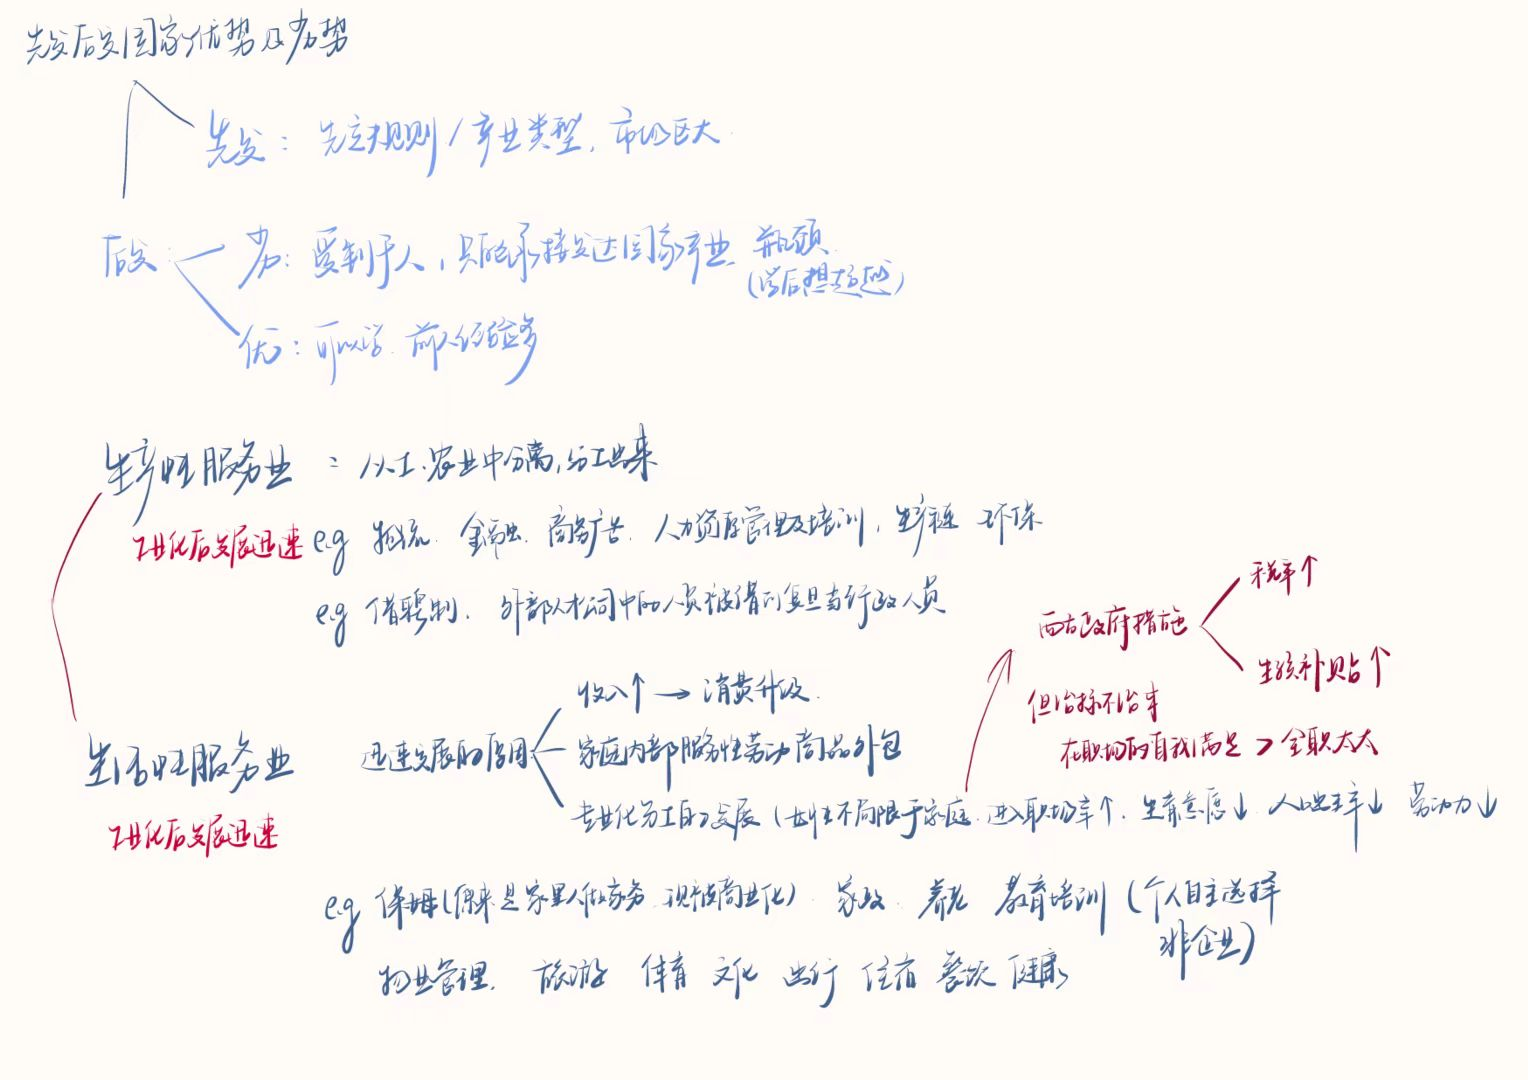 先发后发国家优势及劣势
先发：先立规则/产业类型，市场巨大
后发：
劣：受制于人，只能承接发达国家产业 瓶颈
(学后想超越)
优：可以学，前人经验多
生产性服务业：从工、农业中分离，分工出来
工业化后发展迅速
e.g 物流、金融、商务广告、人力资源管理及培训，生产链 环保
e.g 借聘制、外部人才公司中的人员被借到复旦当行政人员
西方政府措施
税率↑
生孩补贴↑
但治标不治本
在职场的自我满足 > 全职太太
生活性服务业
工业化后发展迅速
迅速发展的原因
收入↑ → 消费升级
家庭内部服务性劳动商品外包
专业化分工的发展（女性不局限于家庭，进入职场率↑，生育意愿↓，人口出生率↓ 劳动力↓
e.g 保姆(原来是家里人做家务，现被商业化)、家政、养老 教育培训 (个人自主选择
非企业)
物业管理、旅游 体育 文化 出行 住宿 餐饮 健康